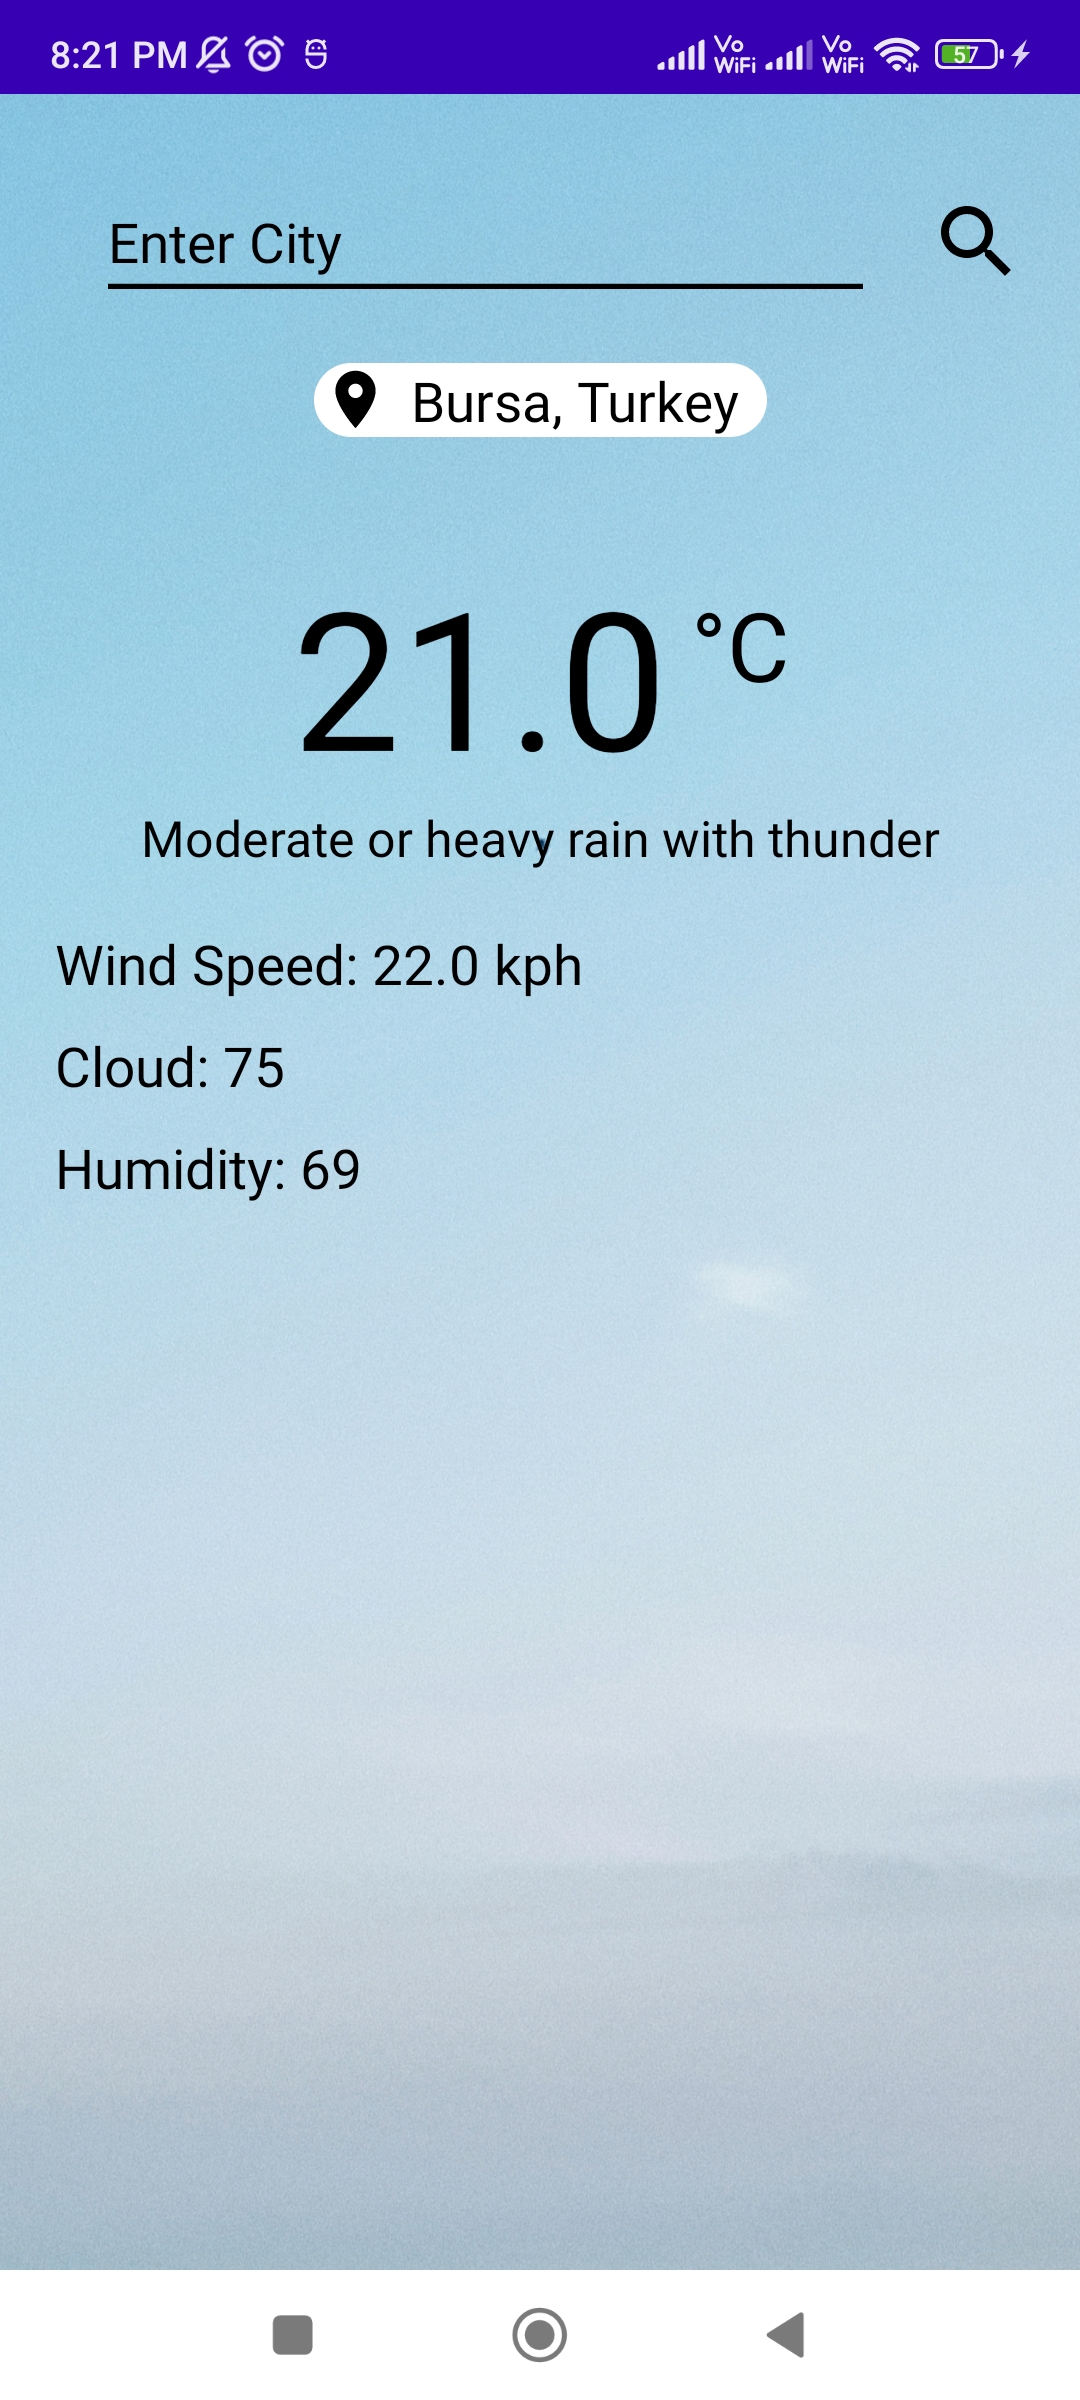 8:21 PM Vo WiFi Vo WiFi 57
Enter City
Bursa, Turkey
21.0 °C
Moderate or heavy rain with thunder
Wind Speed: 22.0 kph
Cloud: 75
Humidity: 69